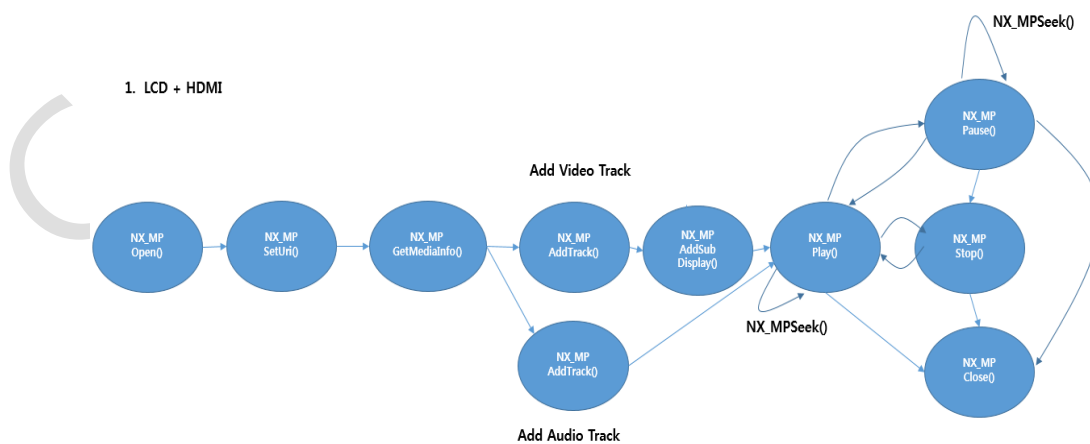 1. LCD + HDMI
NX_MPSeek()
NX_MP
Pause()
Add Video Track
NX_MP
Open()
NX_MP
SetUri()
NX_MP
GetMediaInfo()
NX_MP
AddTrack()
NX_MP
AddSub
Display()
NX_MP
Play()
NX_MP
Stop()
NX_MPSeek()
NX_MP
AddTrack()
NX_MP
Close()
Add Audio Track